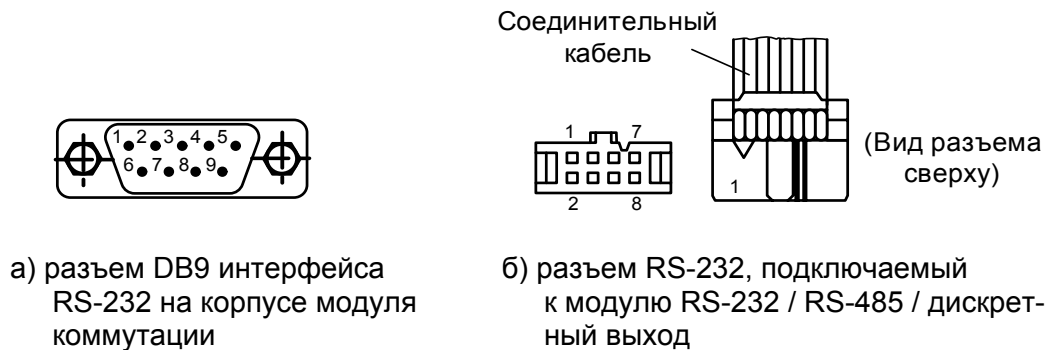 Соединительный
кабель
1 2 3 4 5
6 7 8 9
1 7
2 8
1
(Вид разъема
сверху)
а) разъем DB9 интерфейса
RS-232 на корпусе модуля
коммутации
б) разъем RS-232, подключаемый
к модулю RS-232 / RS-485 / дискрет-
ный выход